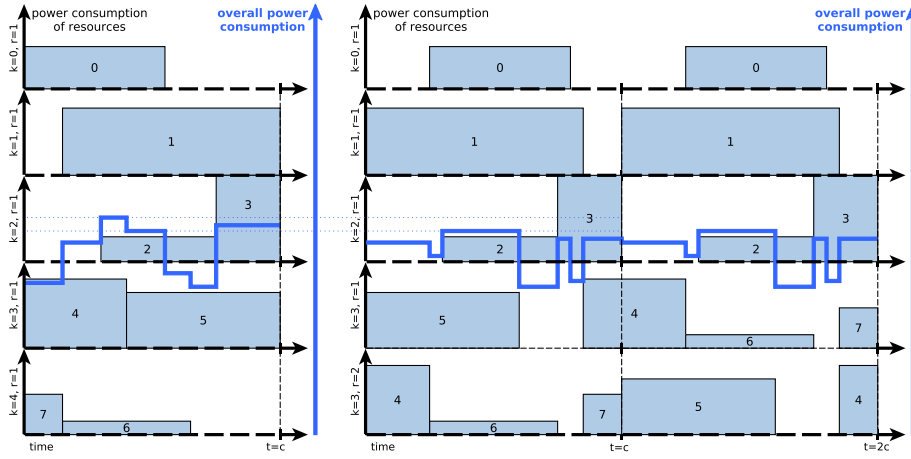 power consumption
of resources
overall power
consumption
k=0, r=1
0
k=1, r=1
1
k=2, r=1
2
3
k=3, r=1
4
5
k=4, r=1
7
6
time
t=c
power consumption
of resources
overall power
consumption
k=0, r=1
0
0
k=1, r=1
1
1
k=2, r=1
2
3
2
3
k=3, r=1
5
4
6
7
k=3, r=2
4
6
7
5
4
time
t=c
t=2c